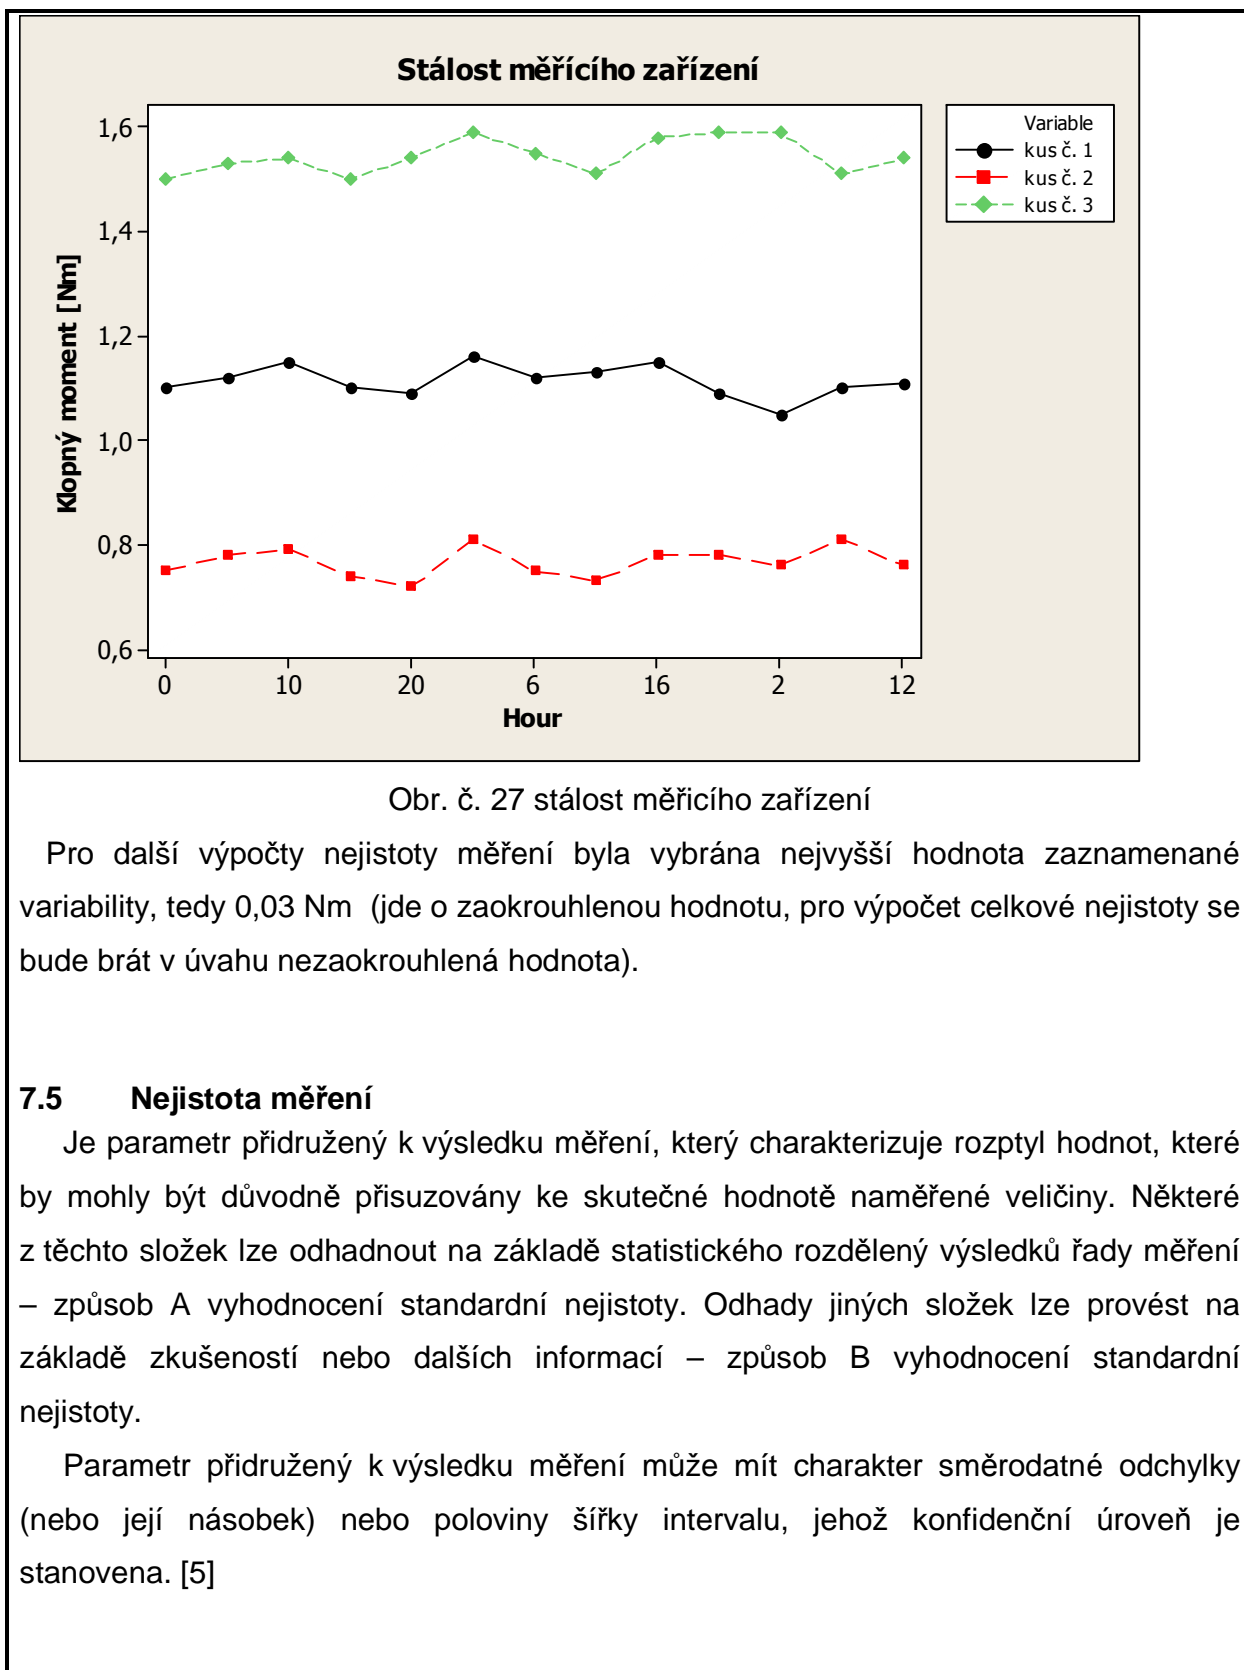 Stálost měřícího zařízení
Variable
kus č. 1
kus č. 2
kus č. 3
Klopný moment [Nm]
1,6
1,4
1,2
1,0
0,8
0,6
0 10 20 6 16 2 12
Hour
Obr. č. 27 stálost měřicího zařízení
Pro další výpočty nejistoty měření byla vybrána nejvyšší hodnota zaznamenané
variability, tedy 0,03 Nm (jde o zaokrouhlenou hodnotu, pro výpočet celkové nejistoty se
bude brát v úvahu nezaokrouhlená hodnota).
7.5 Nejistota měření
Je parametr přidružený k výsledku měření, který charakterizuje rozptyl hodnot, které
by mohly být důvodně přisuzovány ke skutečné hodnotě naměřené veličiny. Některé
z těchto složek lze odhadnout na základě statistického rozdělený výsledků řady měření
– způsob A vyhodnocení standardní nejistoty. Odhady jiných složek lze provést na
základě zkušeností nebo dalších informací – způsob B vyhodnocení standardní
nejistoty.
Parametr přidružený k výsledku měření může mít charakter směrodatné odchylky
(nebo její násobek) nebo poloviny šířky intervalu, jehož konfidenční úroveň je
stanovena. [5]